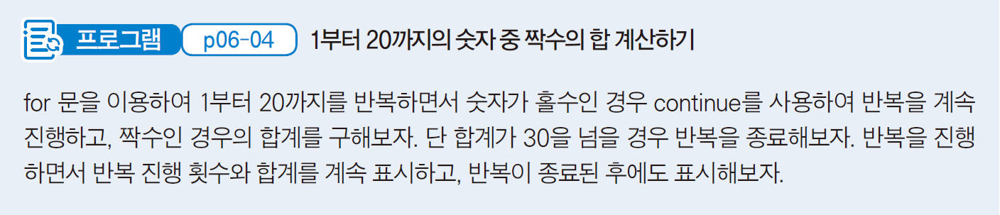 프로그램 p06-04 1부터 20까지의 숫자 중 짝수의 합 계산하기
for 문을 이용하여 1부터 20까지를 반복하면서 숫자가 홀수인 경우 continue를 사용하여 반복을 계속
진행하고, 짝수인 경우의 합계를 구해보자. 단 합계가 30을 넘을 경우 반복을 종료해보자. 반복을 진행
하면서 반복 진행 횟수와 합계를 계속 표시하고, 반복이 종료된 후에도 표시해보자.